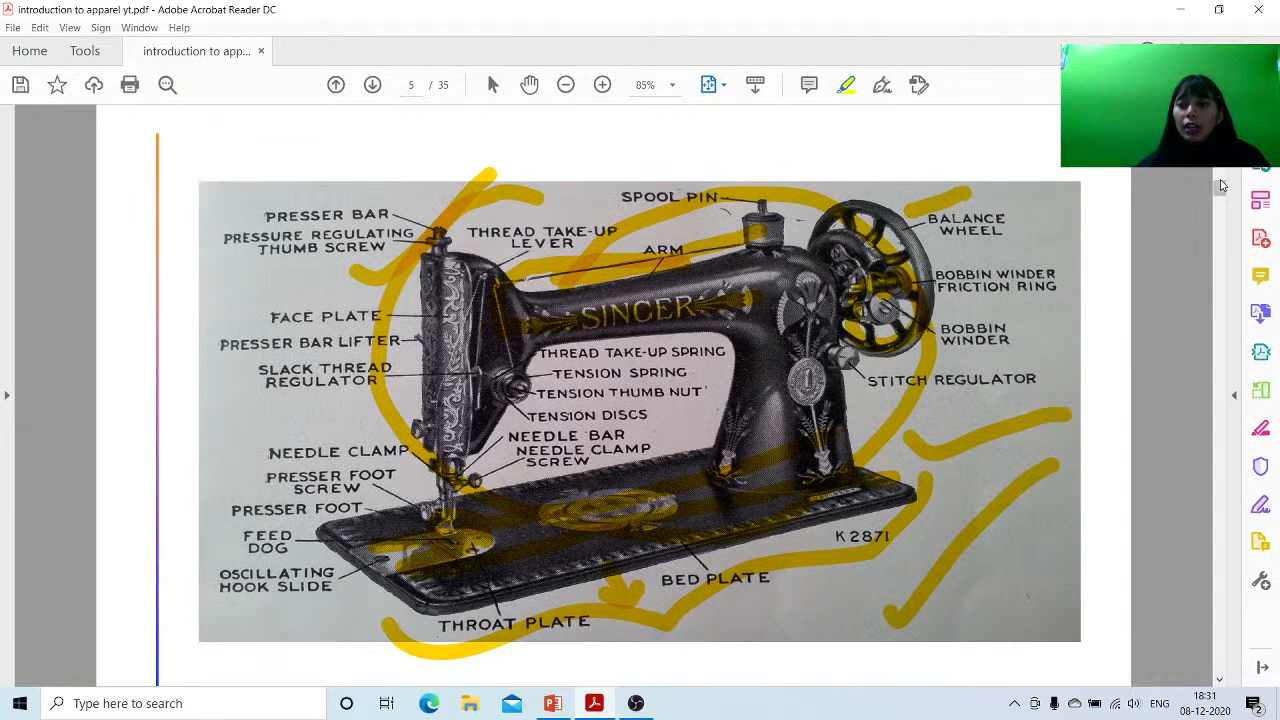 introduction to apparel yt.pdf - Adobe Acrobat Reader DC
File Edit View Sign Window Help
Home Tools introduction to app... ×
5 / 35 85%
PRESSER BAR
PRESSURE REGULATING
THUMB SCREW
THREAD TAKE-UP
LEVER
SPOOL PIN
ARM
BALANCE
WHEEL
BOBBIN WINDER
FRICTION RING
FACE PLATE
SINGER
BOBBIN
WINDER
PRESSER BAR LIFTER
THREAD TAKE-UP SPRING
SLACK THREAD
REGULATOR
TENSION SPRING
STITCH REGULATOR
TENSION THUMB NUT
TENSION DISCS
NEEDLE BAR
NEEDLE CLAMP
NEEDLE CLAMP
SCREW
PRESSER FOOT
SCREW
PRESSER FOOT
FEED
DOG
K 2871
OSCILLATING
HOOK SLIDE
BED PLATE
THROAT PLATE
Type here to search
18:31
08-12-2020
2